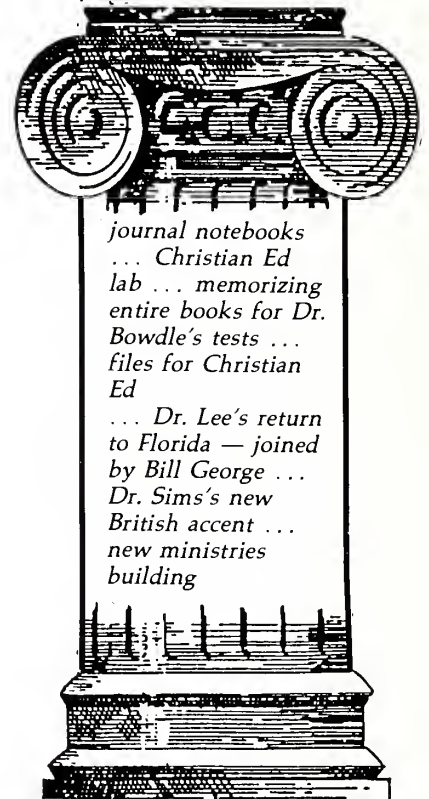 journal notebooks
... Christian Ed
lab ... memorizing
entire books for Dr.
Bowdle's tests ...
files for Christian
Ed
... Dr. Lee's return
to Florida — joined
by Bill George ...
Dr. Sims's new
British accent ...
new ministries
building